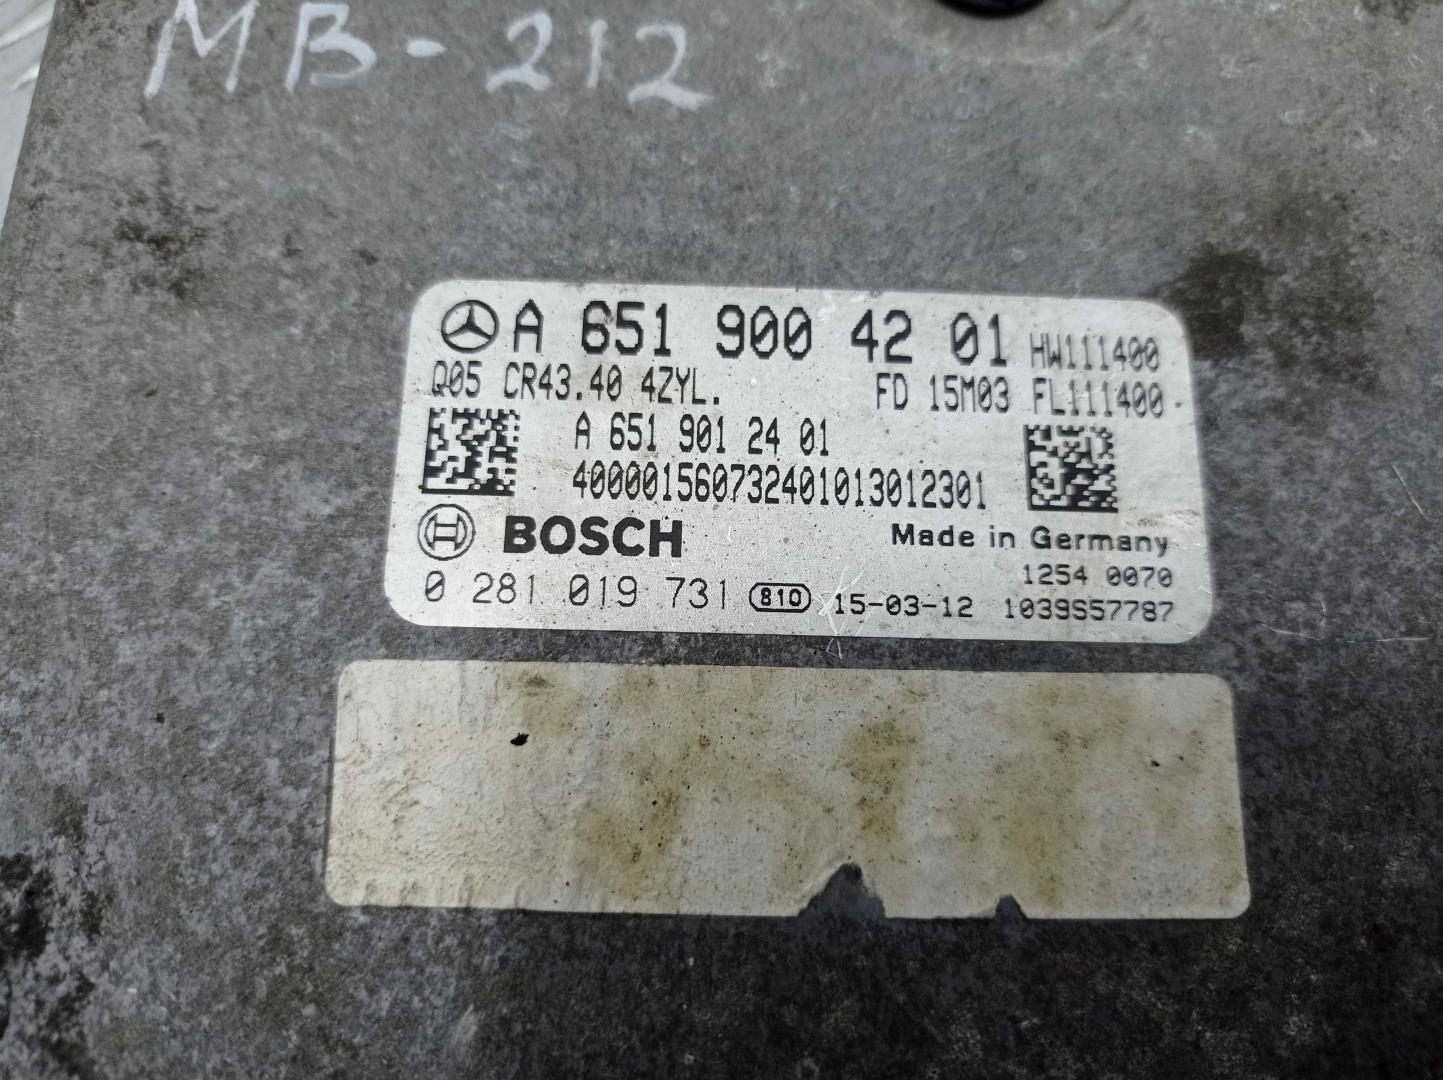 MB-212
A 651 900 42 01 HW111400
Q05 CR43.40 4ZYL. FD 15M03 FL111400
A 651 901 24 01
400001560732401013012301
BOSCH Made in Germany
1254 0070
0 281 019 731 810 15-03-12 1039S57787